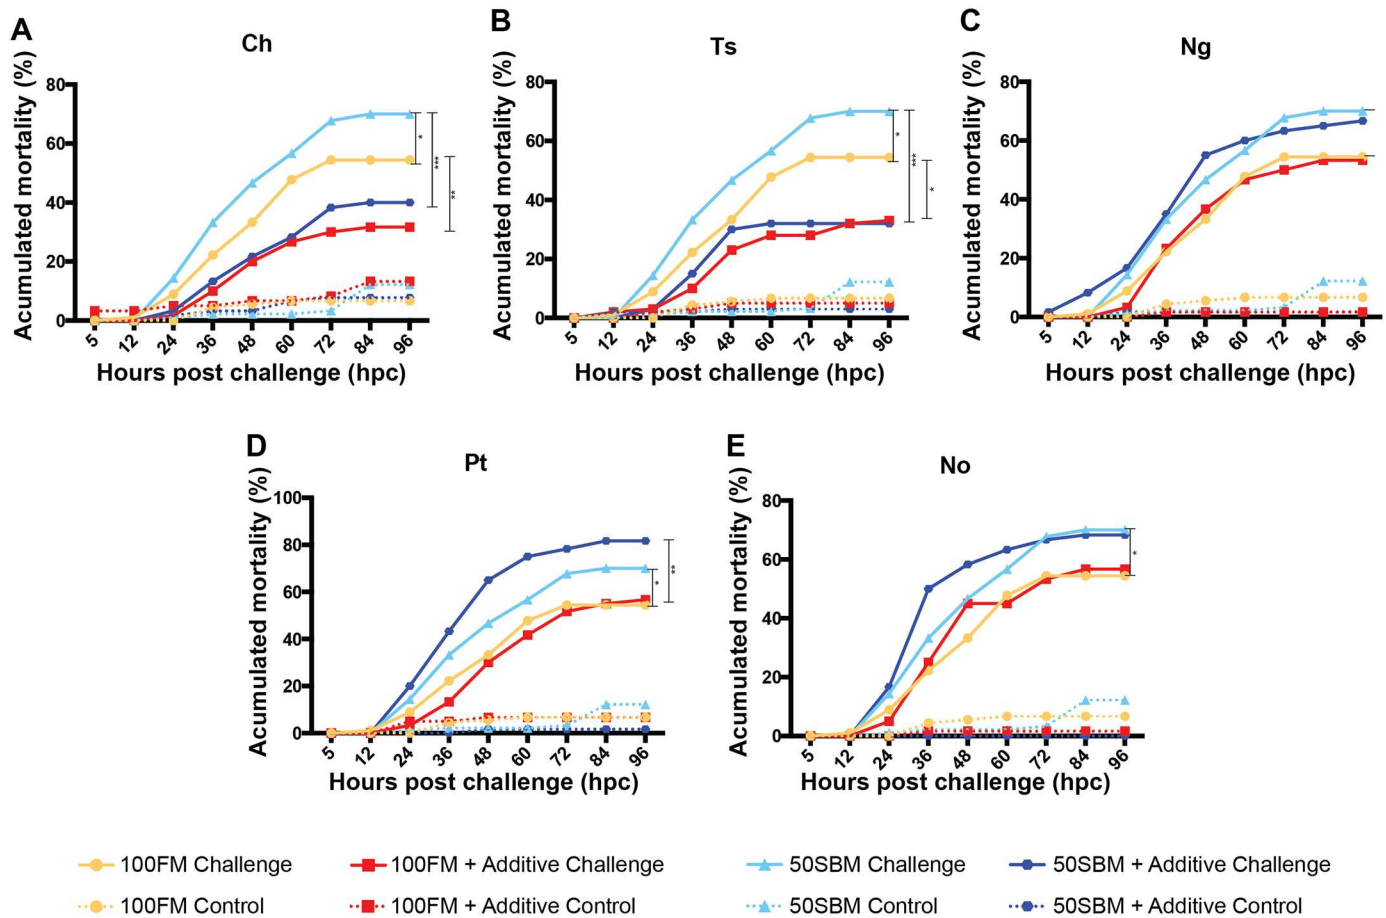 A
Ch
Acumulated mortality (%)
80
60
40
20
0
5 12 24 36 48 60 72 84 96
Hours post challenge (hpc)
*
***
**
B
Ts
Acumulated mortality (%)
80
60
40
20
0
5 12 24 36 48 60 72 84 96
Hours post challenge (hpc)
*
***
*
C
Ng
Acumulated mortality (%)
80
60
40
20
0
5 12 24 36 48 60 72 84 96
Hours post challenge (hpc)
D
Pt
Acumulated mortality (%)
100
80
60
40
20
0
5 12 24 36 48 60 72 84 96
Hours post challenge (hpc)
*
**
E
No
Acumulated mortality (%)
80
60
40
20
0
5 12 24 36 48 60 72 84 96
Hours post challenge (hpc)
*
100FM Challenge 100FM + Additive Challenge 50SBM Challenge 50SBM + Additive Challenge
100FM Control 100FM + Additive Control 50SBM Control 50SBM + Additive Control